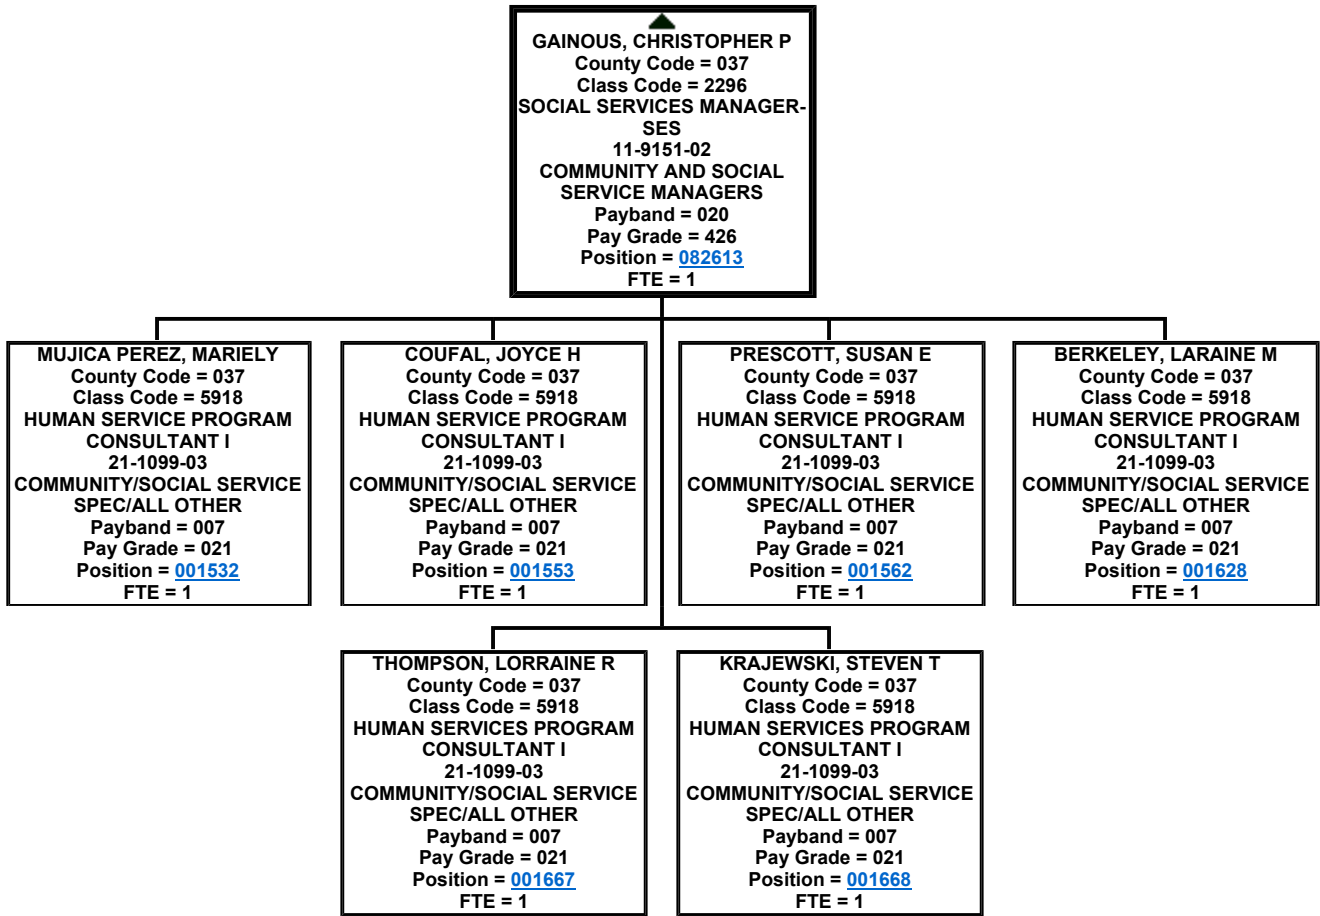 GAINOUS, CHRISTOPHER P
County Code = 037
Class Code = 2296
SOCIAL SERVICES MANAGER-
SES
11-9151-02
COMMUNITY AND SOCIAL
SERVICE MANAGERS
Payband = 020
Pay Grade = 426
Position = 082613
FTE = 1
MUJICA PEREZ, MARIELY
County Code = 037
Class Code = 5918
HUMAN SERVICE PROGRAM
CONSULTANT I
21-1099-03
COMMUNITY/SOCIAL SERVICE
SPEC/ALL OTHER
Payband = 007
Pay Grade = 021
Position = 001532
FTE = 1
COUFAL, JOYCE H
County Code = 037
Class Code = 5918
HUMAN SERVICE PROGRAM
CONSULTANT I
21-1099-03
COMMUNITY/SOCIAL SERVICE
SPEC/ALL OTHER
Payband = 007
Pay Grade = 021
Position = 001553
FTE = 1
PRESCOTT, SUSAN E
County Code = 037
Class Code = 5918
HUMAN SERVICE PROGRAM
CONSULTANT I
21-1099-03
COMMUNITY/SOCIAL SERVICE
SPEC/ALL OTHER
Payband = 007
Pay Grade = 021
Position = 001562
FTE = 1
BERKELEY, LARAINE M
County Code = 037
Class Code = 5918
HUMAN SERVICE PROGRAM
CONSULTANT I
21-1099-03
COMMUNITY/SOCIAL SERVICE
SPEC/ALL OTHER
Payband = 007
Pay Grade = 021
Position = 001628
FTE = 1
THOMPSON, LORRAINE R
County Code = 037
Class Code = 5918
HUMAN SERVICES PROGRAM
CONSULTANT I
21-1099-03
COMMUNITY/SOCIAL SERVICE
SPEC/ALL OTHER
Payband = 007
Pay Grade = 021
Position = 001667
FTE = 1
KRAJEWSKI, STEVEN T
County Code = 037
Class Code = 5918
HUMAN SERVICES PROGRAM
CONSULTANT I
21-1099-03
COMMUNITY/SOCIAL SERVICE
SPEC/ALL OTHER
Payband = 007
Pay Grade = 021
Position = 001668
FTE = 1